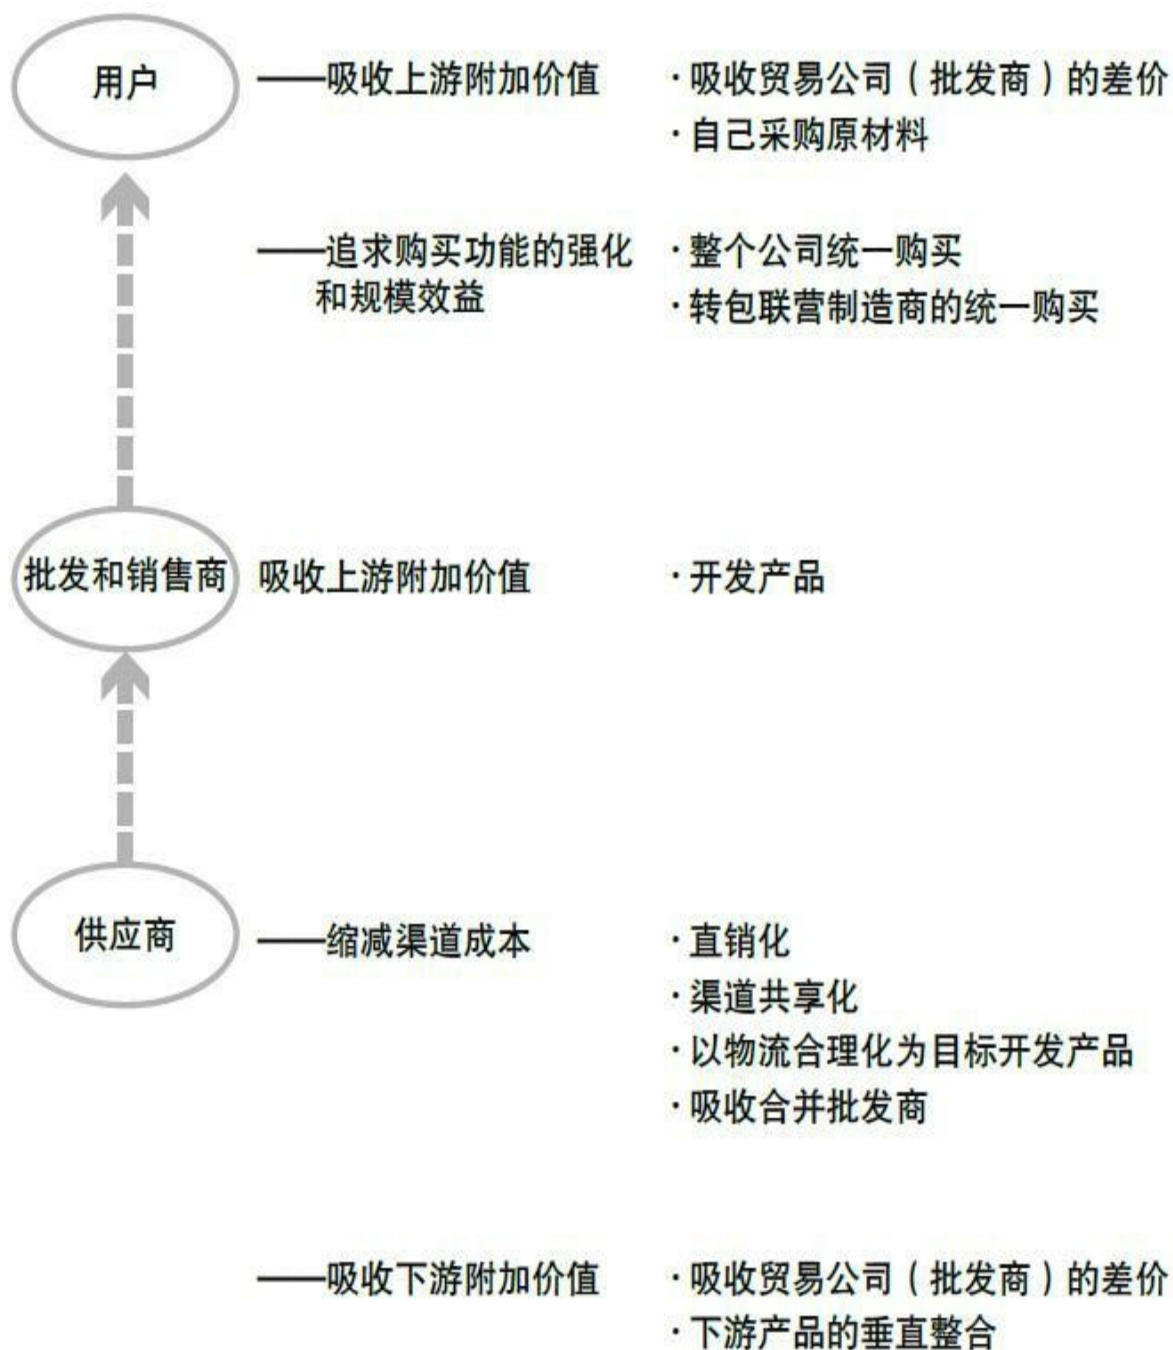 用户
——吸收上游附加价值
·吸收贸易公司（批发商）的差价
·自己采购原材料
——追求购买功能的强化
和规模效益
·整个公司统一购买
·转包联营制造商的统一购买
批发和销售商
吸收上游附加价值
·开发产品
供应商
——缩减渠道成本
·直销化
·渠道共享化
·以物流合理化为目标开发产品
·吸收合并批发商
——吸收下游附加价值
·吸收贸易公司（批发商）的差价
·下游产品的垂直整合